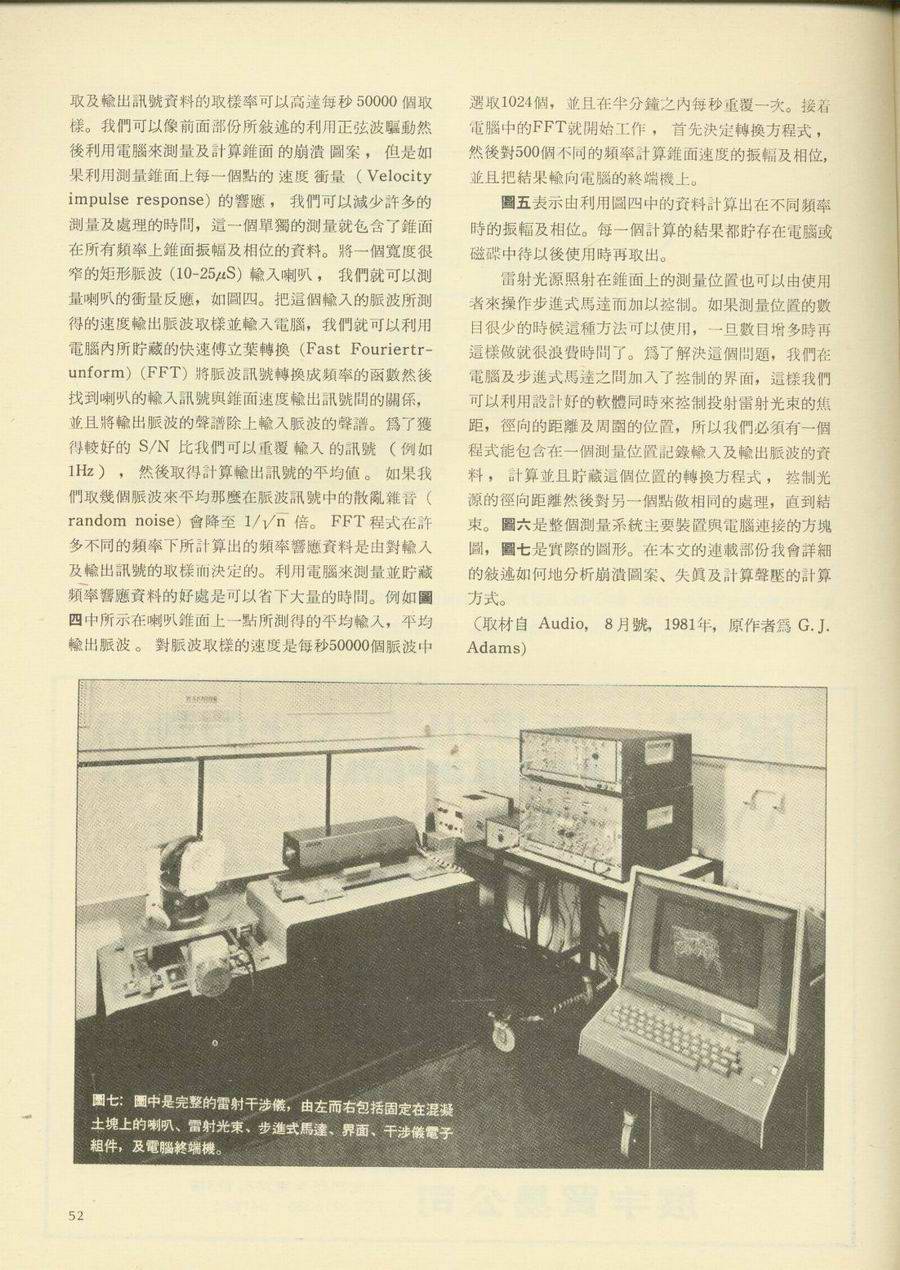 取及輸出訊號資料的取樣率可以高達每秒 50000 個取
樣。我們可以像前面部份所敘述的利用正弦波驅動然
後利用電腦來測量及計算錐面 的崩潰 圖案， 但是如
果利用測量錐面上每一個點的 速度 衝量 （ Velocity
impulse response) 的響應， 我們可以減少許多的
測量及處理的時間，這一個單獨的測量就包含了錐面
在所有頻率上錐面振幅及相位的資料。將一個寬度很
窄的矩形脈波 (10-25μS) 輸入喇叭， 我們就可以測
量喇叭的衝量反應，如圖四。把這個輸入的脈波所測
得的速度輸出脈波取樣並輸入電腦，我們就可以利用
電腦內所貯藏的快速傅立葉轉換 (Fast Fouriertr-
unform) (FFT) 將脈波訊號轉換成頻率的函數然後
找到喇叭的輸入訊號與錐面速度輸出訊號間的關係，
並且將輸出脈波的聲譜除上輸入脈波的聲譜。爲了獲
得較好的 S/N 比我們可以重覆 輸入 的訊號 （例如
1Hz ) ， 然後取得計算輸出訊號的平均值 。 如果我
們取幾個脈波來平均那麼在脈波訊號中的散亂雜音（
random noise) 會降至 1/√n 倍。 FFT 程式在許
多不同的頻率下所計算出的頻率響應資料是由對輸入
及輸出訊號的取樣而決定的。利用電腦來測量並貯藏
頻率響應資料的好處是可以省下大量的時間。例如圖
四中所示在喇叭錐面上一點所測得的平均輸入，平均
輸出脈波 。 對脈波取樣的速度是每秒50000個脈波中
選取1024個，並且在半分鐘之內每秒重覆一次。接着
電腦中的FFT就開始工作 ， 首先決定轉換方程式，
然後對500個不同的頻率計算錐面速度的振幅及相位,
並且把結果輸向電腦的終端機上。
圖五表示由利用圖四中的資料計算出在不同頻率
時的振幅及相位。每一個計算的結果都貯存在電腦或
磁碟中待以後使用時再取出。
雷射光源照射在錐面上的測量位置也可以由使用
者來操作步進式馬達而加以控制。如果測量位置的數
目很少的時候這種方法可以使用，一旦數目增多時再
這樣做就很浪費時間了。爲了解決這個問題，我們在
電腦及步進式馬達之間加入了控制的界面，這樣我們
可以利用設計好的軟體同時來控制投射雷射光束的焦
距，徑向的距離及周圍的位置，所以我們必須有一個
程式能包含在一個測量位置記錄輸入及輸出脈波的資
料 ， 計算並且貯藏這個位置的轉換方程式 ， 控制光
源的徑向距離然後對另一個點做相同的處理，直到結
束。圖六是整個測量系統主要裝置與電腦連接的方塊
圖，圖七是實際的圖形。在本文的連載部份我會詳細
的敘述如何地分析崩潰圖案、失眞及計算聲壓的計算
方式。
（取材自 Audio， 8月號，1981年，原作者爲 G. J.
Adams)
圖七：圖中是完整的雷射干涉儀，由左而右包括固定在混凝
土塊上的喇叭、雷射光束、步進式馬達、界面、干涉儀電子
組件，及電腦終端機。
52